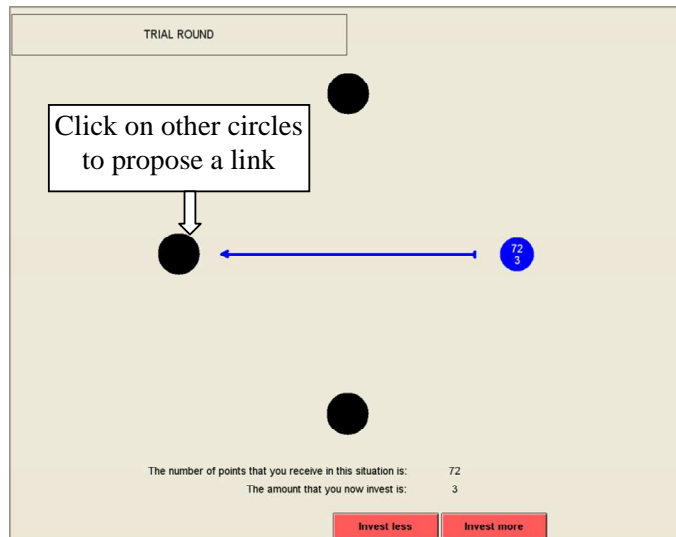 TRIAL ROUND
Click on other circles
to propose a link
72
3
The number of points that you receive in this situation is: 72
The amount that you now invest is: 3
Invest less Invest more